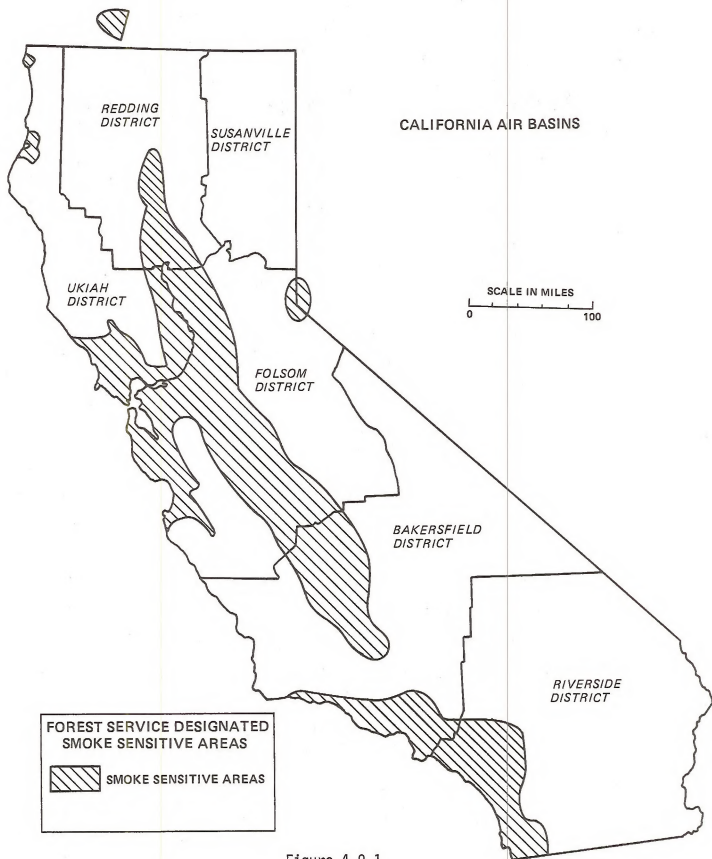 REDDING
DISTRICT
SUSANVILLE
DISTRICT
CALIFORNIA AIR BASINS
UKIAH
DISTRICT
SCALE IN MILES
0 100
FOLSOM
DISTRICT
BAKERSFIELD
DISTRICT
RIVERSIDE
DISTRICT
FOREST SERVICE DESIGNATED
SMOKE SENSITIVE AREAS
SMOKE SENSITIVE AREAS
Figure 4.9.1